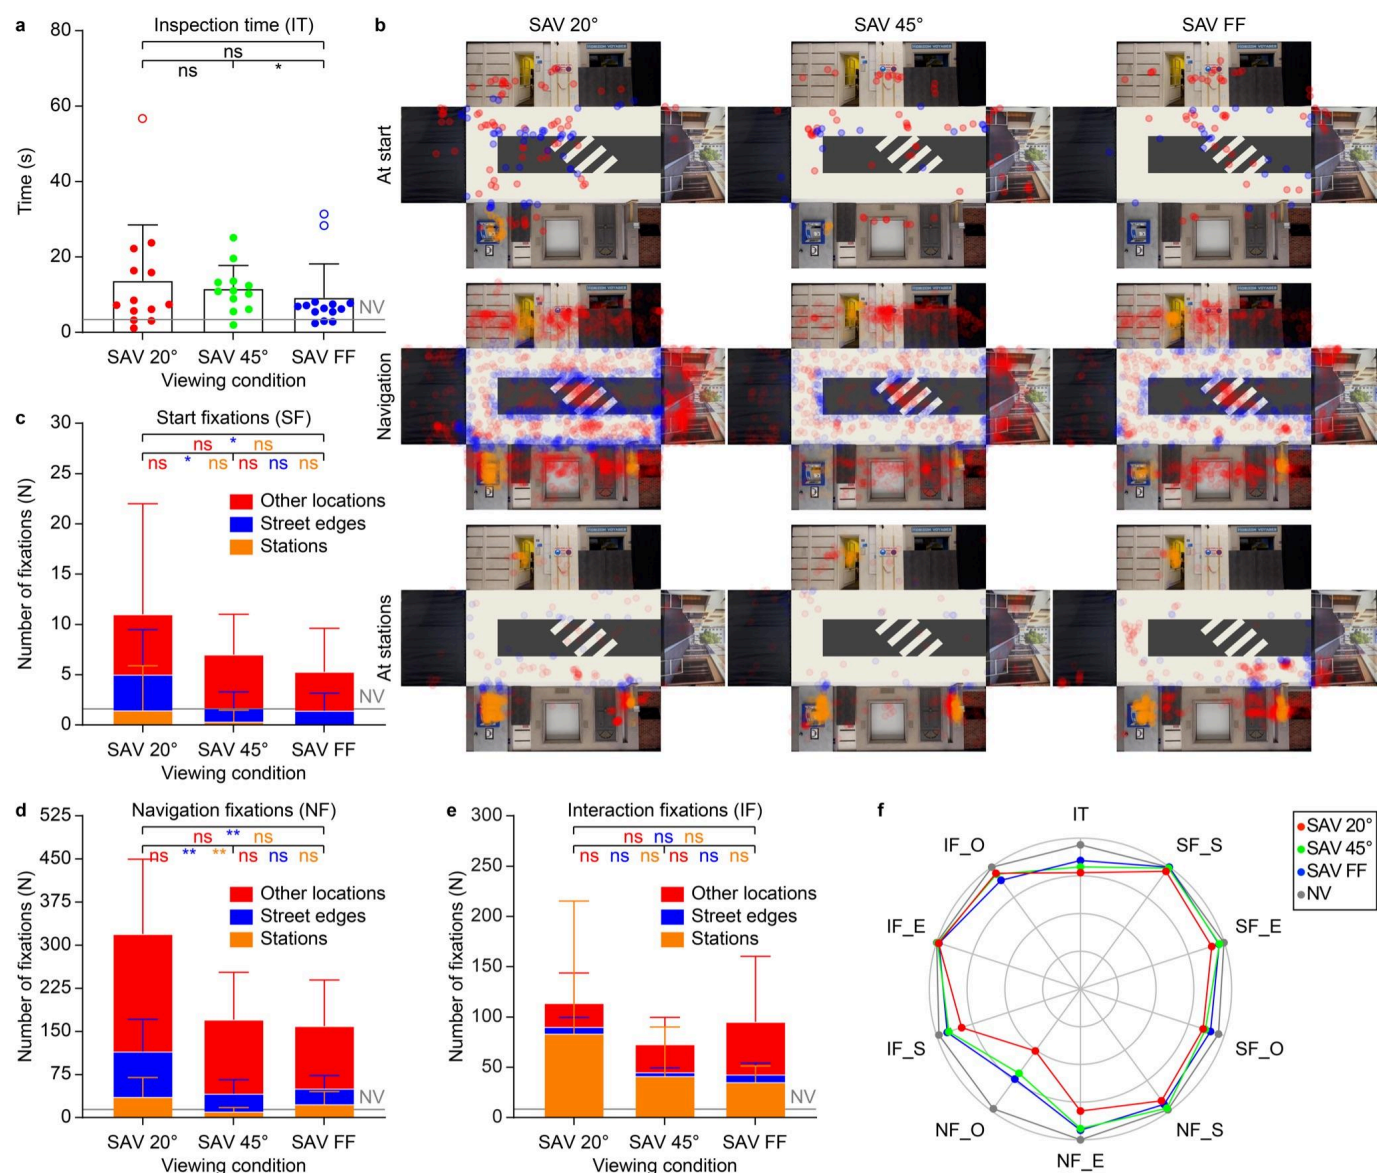 a
Inspection time (IT)
80
60
40
20
0
Time (s)
ns
ns
*
NV
SAV 20°
SAV 45°
SAV FF
Viewing condition
b
SAV 20°
SAV 45°
SAV FF
At start
Navigation
At stations
c
Start fixations (SF)
30
25
20
15
10
5
0
Number of fixations (N)
ns * ns
ns * ns ns ns ns
Other locations
Street edges
Stations
NV
SAV 20°
SAV 45°
SAV FF
Viewing condition
d
Navigation fixations (NF)
525
450
375
300
225
150
75
0
Number of fixations (N)
ns ** ns
ns ** ** ns ns ns
Other locations
Street edges
Stations
NV
SAV 20°
SAV 45°
SAV FF
Viewing condition
e
Interaction fixations (IF)
300
250
200
150
100
50
0
Number of fixations (N)
ns ns ns
ns ns ns ns ns ns
Other locations
Street edges
Stations
NV
SAV 20°
SAV 45°
SAV FF
Viewing condition
f
IT
SF_S
SF_E
SF_O
NF_S
NF_E
NF_O
IF_S
IF_E
IF_O
SAV 20°
SAV 45°
SAV FF
NV